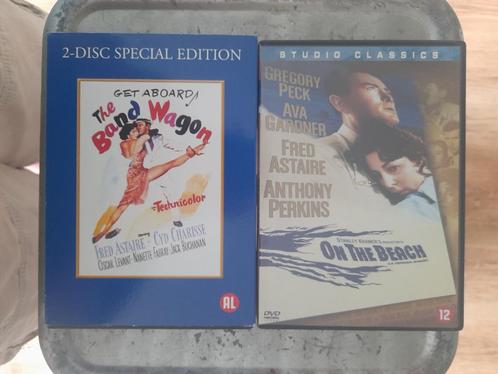 2-DISC SPECIAL EDITION
GET ABOARD!
The
Band Wagon
Technicolor
FRED ASTAIRE - CYD CHARISSE
OSCAR LEVANT - NANETTE FABRAY - JACK BUCHANAN
AL
STUDIO CLASSICS
GREGORY
PECK
AVA
GARDNER
FRED
ASTAIRE
ANTHONY
PERKINS
STANLEY KRAMER'S
ON THE BEACH
DVD
12